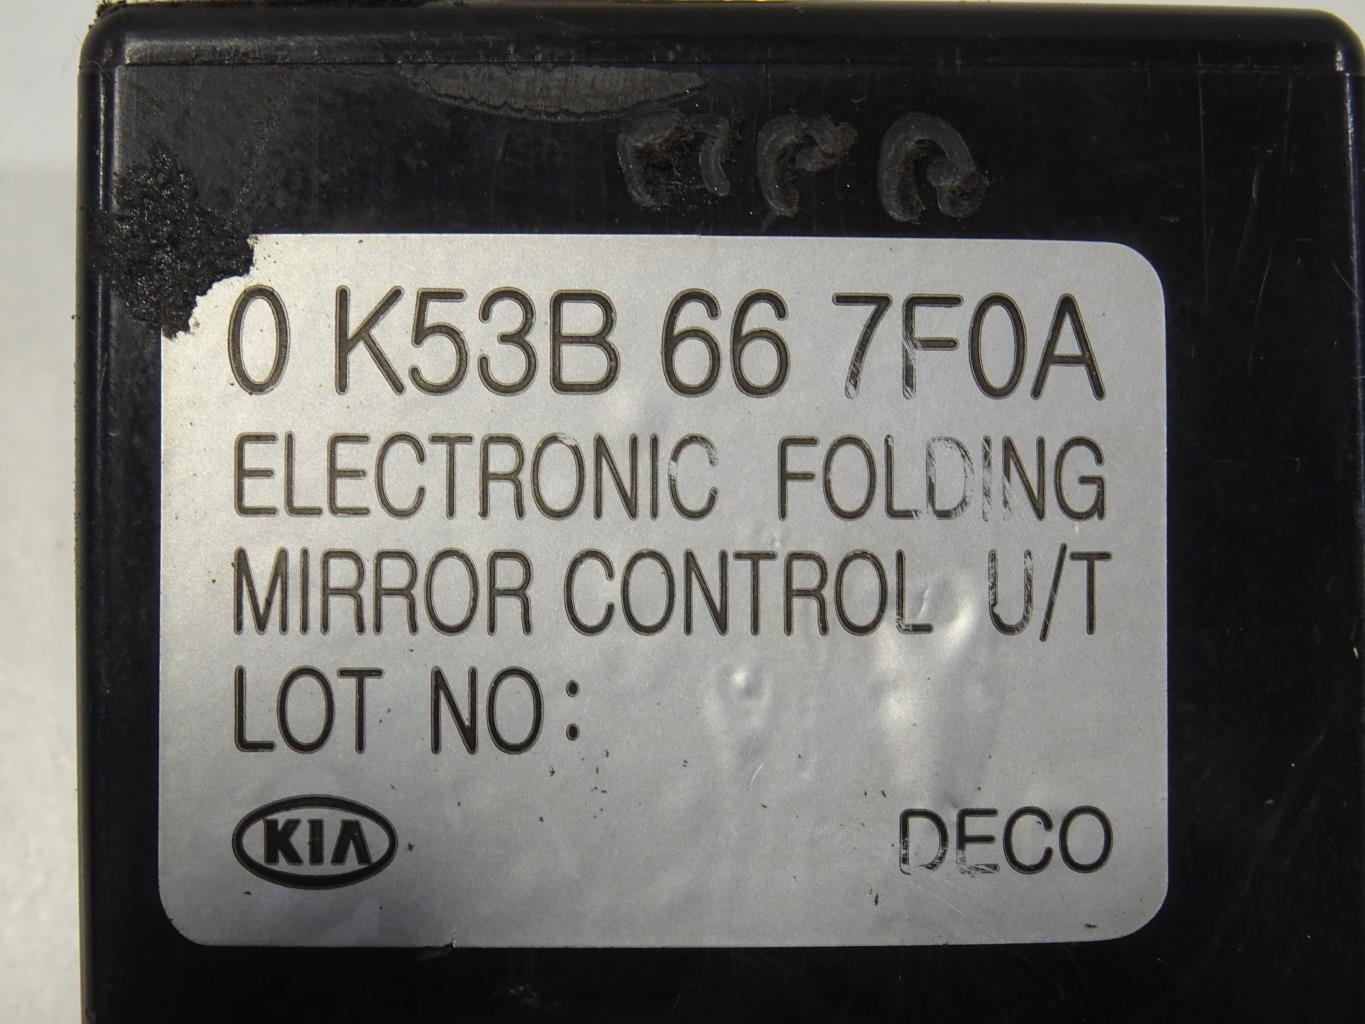 0 K53B 66 7F0A
ELECTRONIC FOLDING
MIRROR CONTROL U/T
LOT NO:
KIA DECO